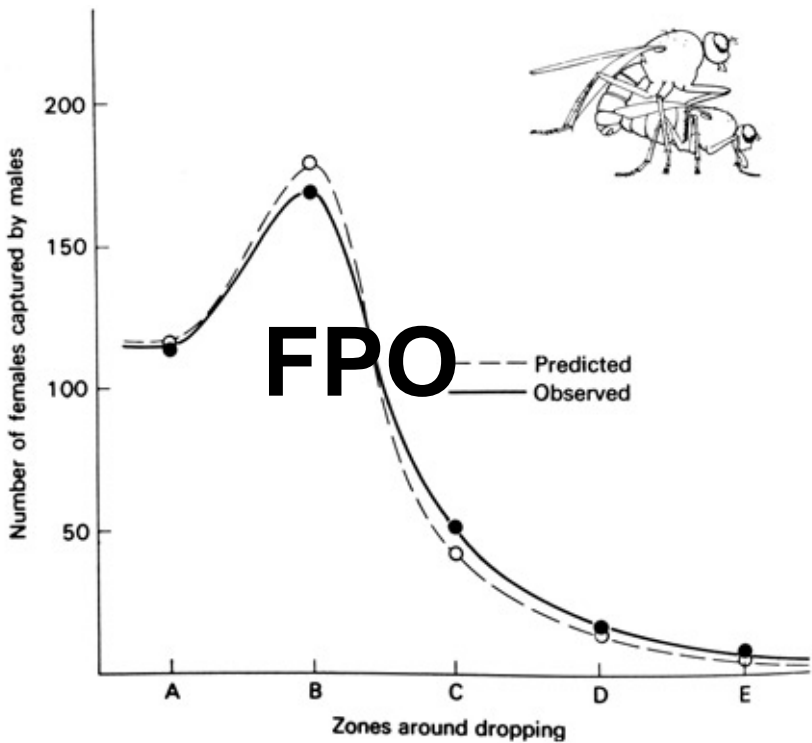 Number of females captured by males
200
150
100
50
FPO
Predicted
Observed
A B C D E
Zones around dropping